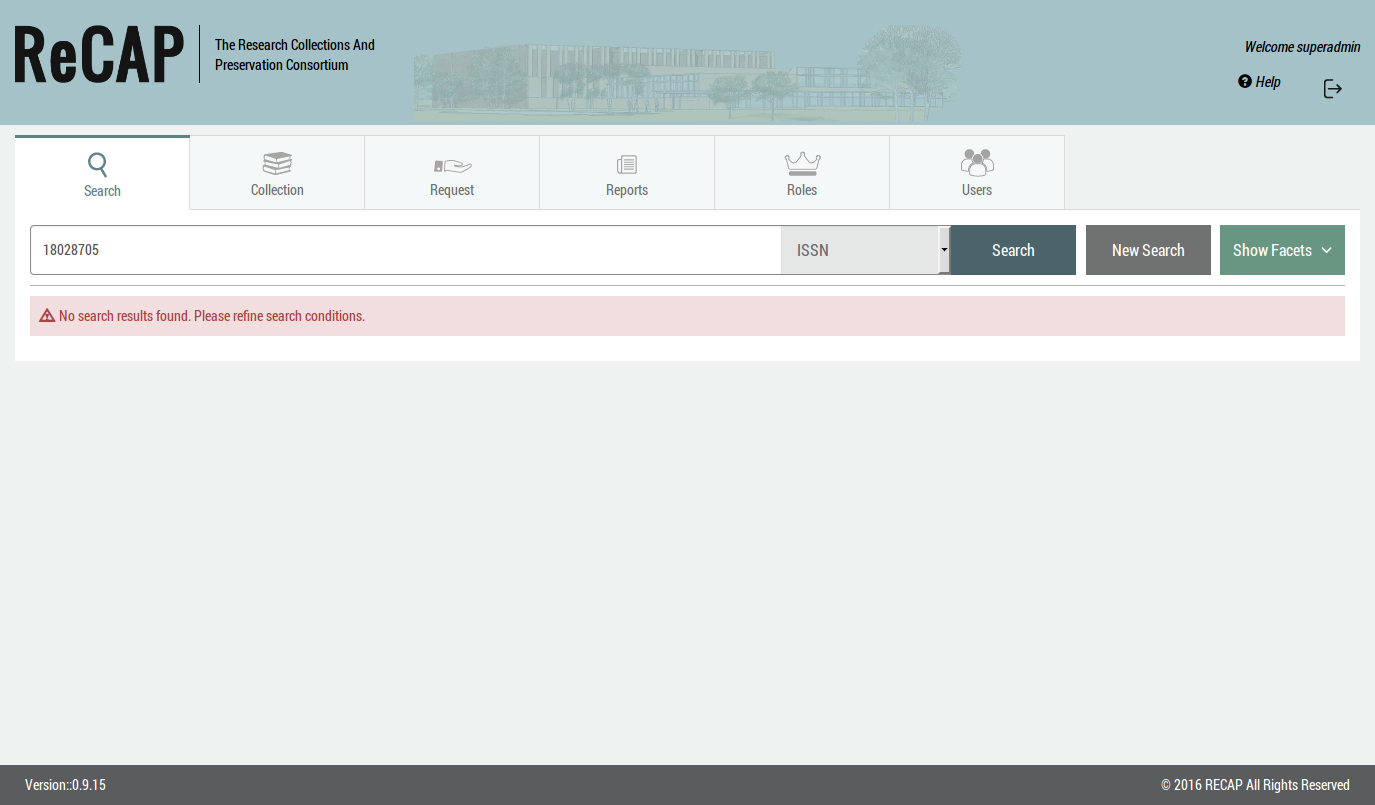 ReCAP
The Research Collections And
Preservation Consortium
Welcome superadmin
Help
Search
Collection
Request
Reports
Roles
Users
18028705
ISSN
Search
New Search
Show Facets
No search results found. Please refine search conditions.
Version::0.9.15
© 2016 RECAP All Rights Reserved